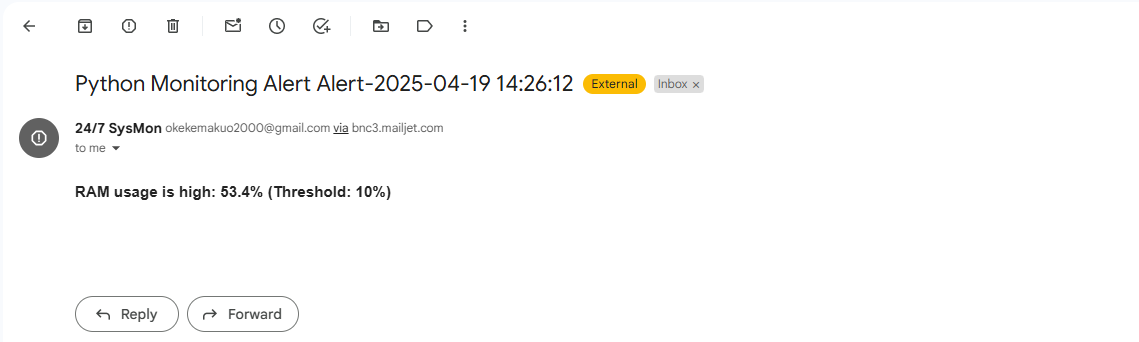 Python Monitoring Alert Alert-2025-04-19 14:26:12 External Inbox ×
24/7 SysMon okekemakuo2000@gmail.com via bnc3.mailjet.com
to me
RAM usage is high: 53.4% (Threshold: 10%)
Reply Forward